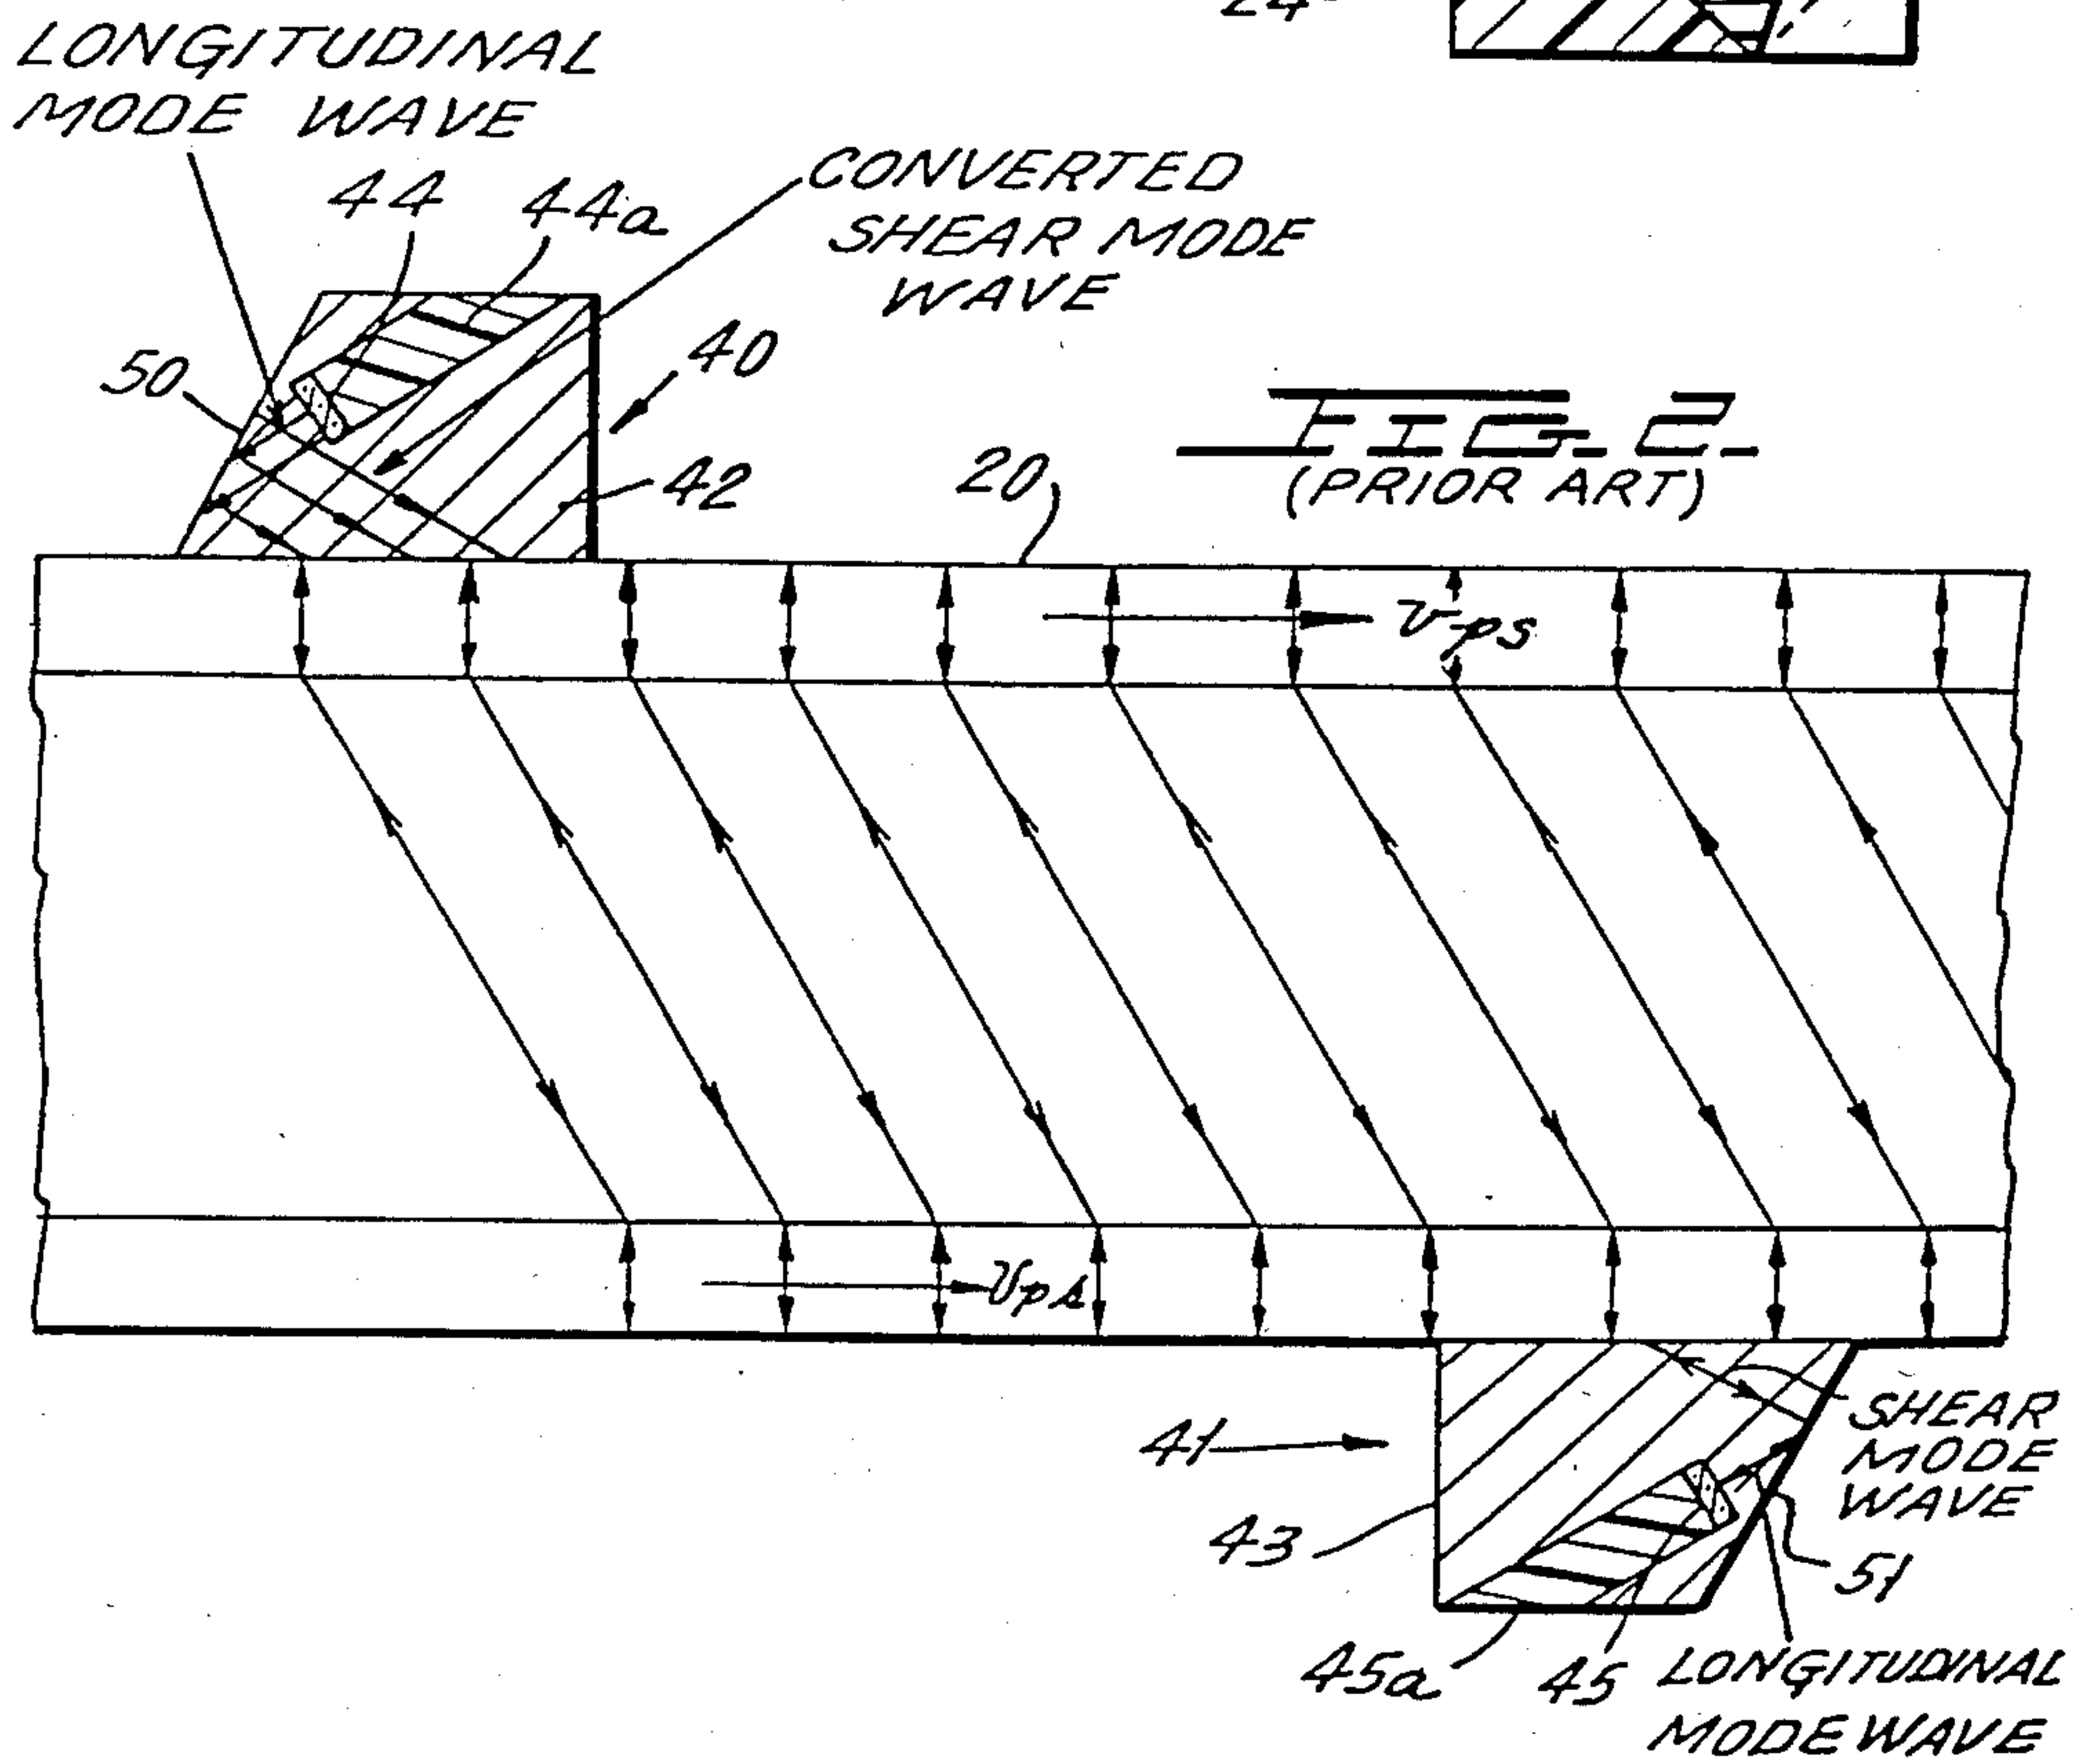 24
LONGITUDINAL
MODE WAVE
44
44a
CONVERTED
SHEAR MODE
WAVE
50
40
42
20
FIG. 2.
(PRIOR ART)
vps
vps
41
43
SHEAR
MODE
WAVE
51
45a
45
LONGITUDINAL
MODE WAVE